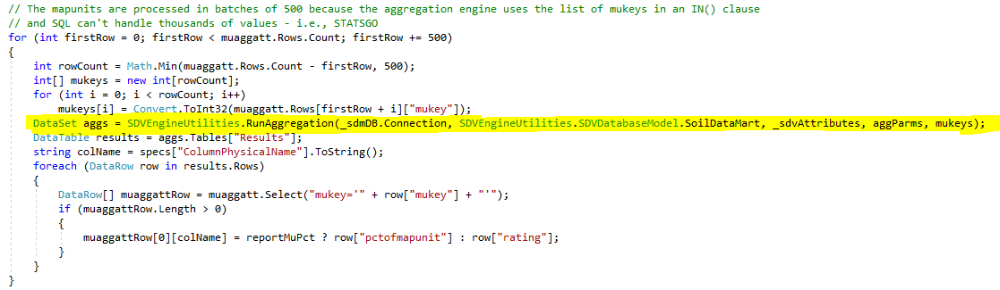 // The mapunits are processed in batches of 500 because the aggregation engine uses the list of mukeys in an IN() clause
// and SQL can't handle thousands of values - i.e., STATSGO
for (int firstRow = 0; firstRow < muaggatt.Rows.Count; firstRow += 500)
{
    int rowCount = Math.Min(muaggatt.Rows.Count - firstRow, 500);
    int[] mukeys = new int[rowCount];
    for (int i = 0; i < rowCount; i++)
        mukeys[i] = Convert.ToInt32(muaggatt.Rows[firstRow + i]["mukey"]);
    DataSet aggs = SDVEngineUtilities.RunAggregation(_sdmDB.Connection, SDVEngineUtilities.SDVDatabaseModel.SoilDataMart, _sdvAttributes, aggParms, mukeys);
    DataTable results = aggs.Tables["Results"];
    string colName = specs["ColumnPhysicalName"].ToString();
    foreach (DataRow row in results.Rows)
    {
        DataRow[] muaggattRow = muaggatt.Select("mukey='" + row["mukey"] + "'");
        if (muaggattRow.Length > 0)
        {
            muaggattRow[0][colName] = reportMuPct ? row["pctofmapunit"] : row["rating"];
        }
    }
}